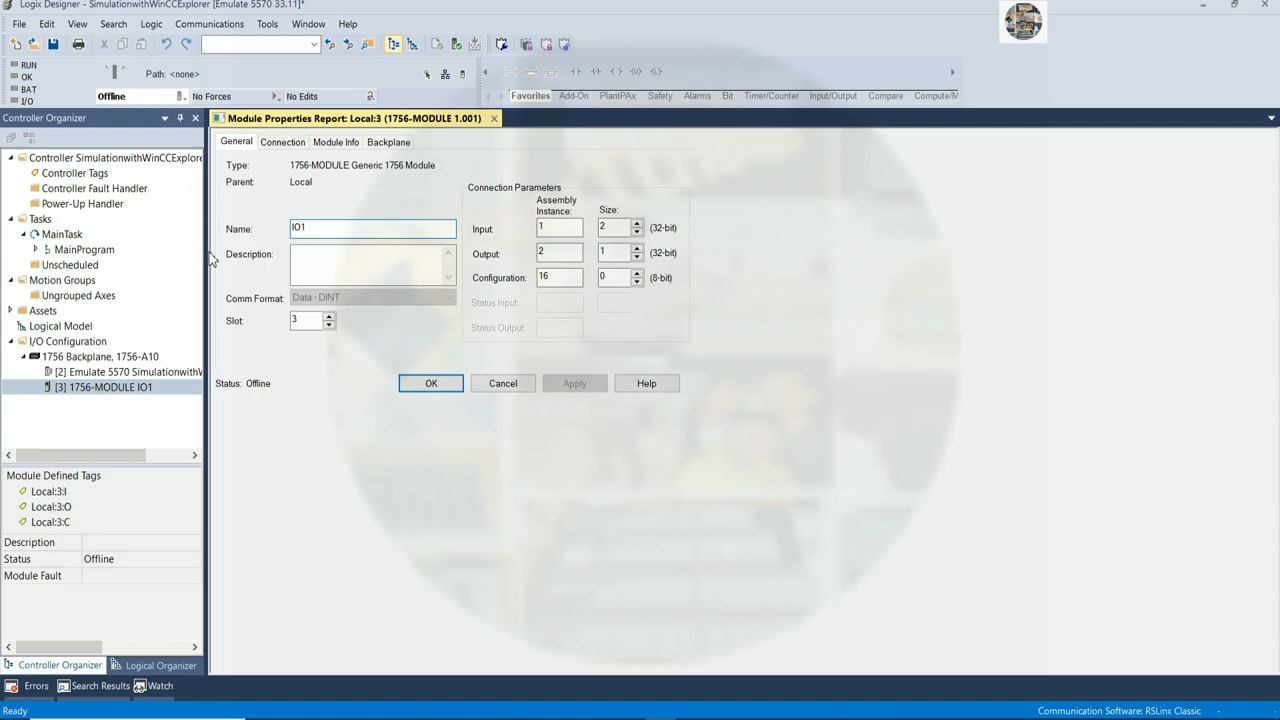 Logix Designer - SimulationwithWinCCExplorer [Emulate 5570 33.11]*
File Edit View Search Logic Communications Tools Window Help
RUN
OK
BAT
I/O
Path: <none>
Offline No Forces No Edits
Favorites Add-On PlantPAx Safety Alarms Bit Timer/Counter Input/Output Compare Compute/M
Controller Organizer
Controller SimulationwithWinCCExplore
Controller Tags
Controller Fault Handler
Power-Up Handler
Tasks
MainTask
MainProgram
Unscheduled
Motion Groups
Ungrouped Axes
Assets
Logical Model
I/O Configuration
1756 Backplane, 1756-A10
[2] Emulate 5570 SimulationwithW
[3] 1756-MODULE IO1
Module Defined Tags
Local:3:I
Local:3:O
Local:3:C
Description
Status Offline
Module Fault
Controller Organizer Logical Organizer
Module Properties Report: Local:3 (1756-MODULE 1.001)
General Connection Module Info Backplane
Type: 1756-MODULE Generic 1756 Module
Parent: Local
Name: IO1
Description:
Comm Format: Data - DINT
Slot: 3
Connection Parameters
Assembly Instance: Size:
Input: 1 2 (32-bit)
Output: 2 1 (32-bit)
Configuration: 16 0 (8-bit)
Status Input:
Status Output:
Status: Offline
OK Cancel Apply Help
Errors Search Results Watch
Ready
Communication Software: RSLinx Classic